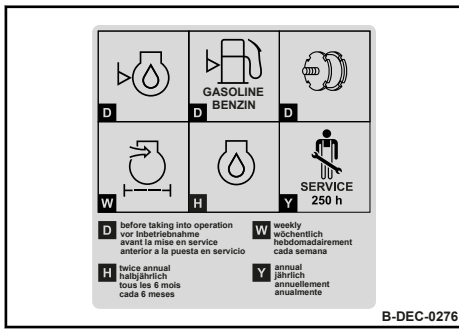 GASOLINE
BENZIN
D
D
D
SERVICE
250 h
W
H
Y
D
before taking into operation
vor Inbetriebnahme
avant la mise en service
anterior a la puesta en servicio
W
weekly
wöchentlich
hebdomadairement
cada semana
H
twice annual
halbjährlich
tous les 6 mois
cada 6 meses
Y
annual
jährlich
annuellement
anualmente
B-DEC-0276